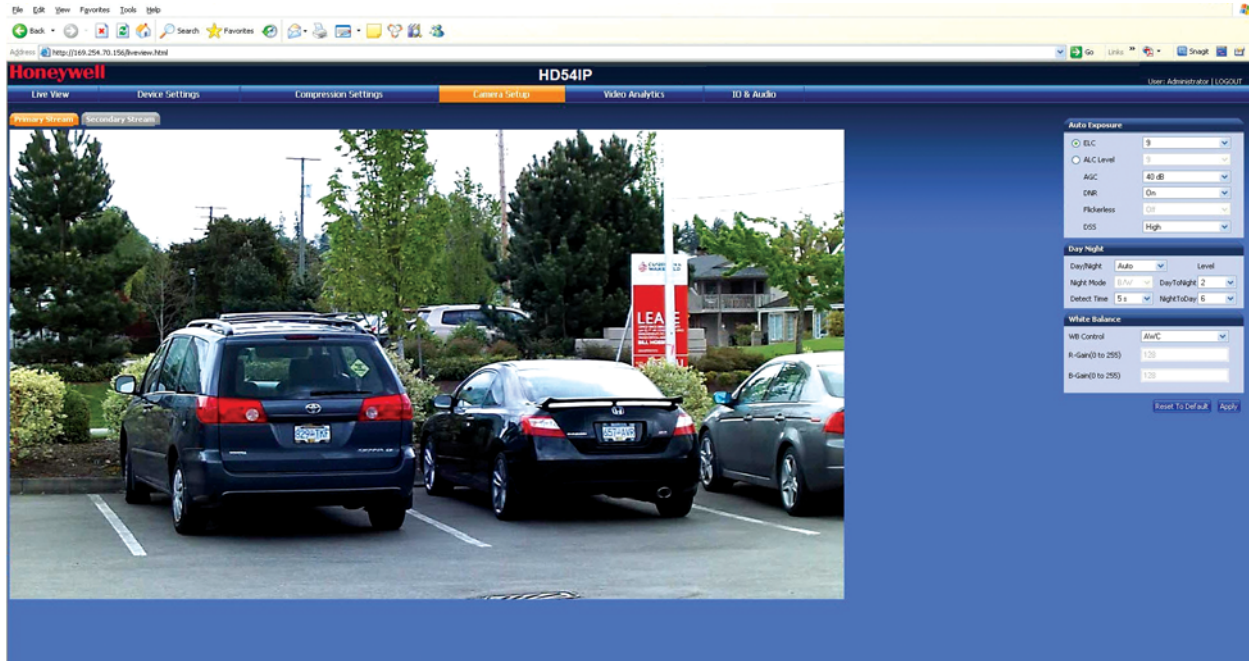 File Edit View Favorites Tools Help
Back Search Favorites
Address http://169.254.70.156/liveview.html Go Links » Snagit
Honeywell
HD54IP
User: Administrator | LOGOUT
Live View Device Settings Compression Settings Camera Setup Video Analytics IO & Audio
Primary Stream Secondary Stream
LEASE
Auto Exposure
ELC 9
ALC Level 9
AGC 40 dB
DNR On
Flickerless Off
DSS High
Day Night
Day/Night Auto Level
Night Mode B/W DayToNight 2
Detect Time 5 s NightToDay 6
White Balance
WB Control AWC
R-Gain(0 to 255) 128
B-Gain(0 to 255) 128
Reset To Default Apply